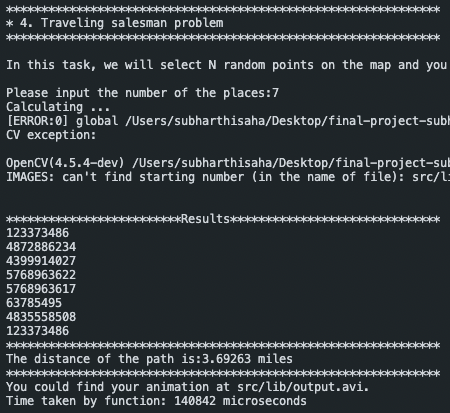 **************************************************************
* 4. Traveling salesman problem
**************************************************************
In this task, we will select N random points on the map and you
Please input the number of the places:7
Calculating ...
[ERROR:0] global /Users/subharthisaha/Desktop/final-project-sub
CV exception:
OpenCV(4.5.4-dev) /Users/subharthisaha/Desktop/final-project-sub
IMAGES: can't find starting number (in the name of file): src/li
*************************Results******************************
123373486
4872886234
4399914027
5768963622
5768963617
63785495
4835558508
123373486
**************************************************************
The distance of the path is:3.69263 miles
**************************************************************
You could find your animation at src/lib/output.avi.
Time taken by function: 140842 microseconds